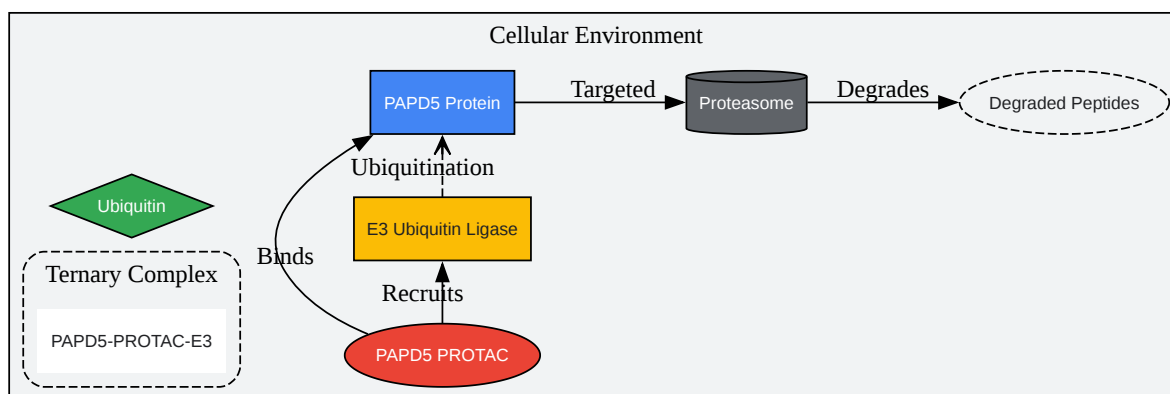 Cellular Environment
PAPD5 Protein
Targeted
Proteasome
Degrades
Degraded Peptides
Ubiquitination
Ubiquitin
E3 Ubiquitin Ligase
Binds
Ternary Complex
Recruits
PAPD5-PROTAC-E3
PAPD5 PROTAC